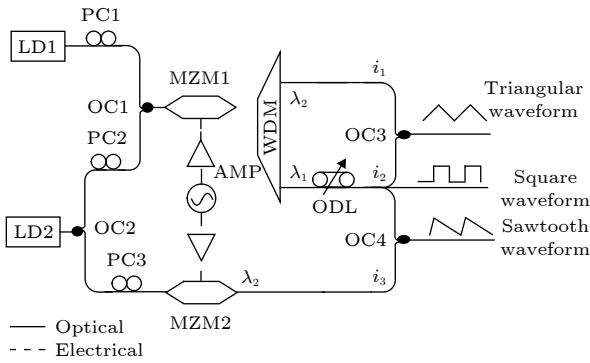 PC1
LD1
MZM1
OC1
PC2
AMP
LD2
OC2
PC3
MZM2
λ2
WDM
i1
λ2
λ1
i2
ODL
OC3
Triangular
waveform
Square
waveform
OC4
Sawtooth
waveform
i3
Optical
Electrical